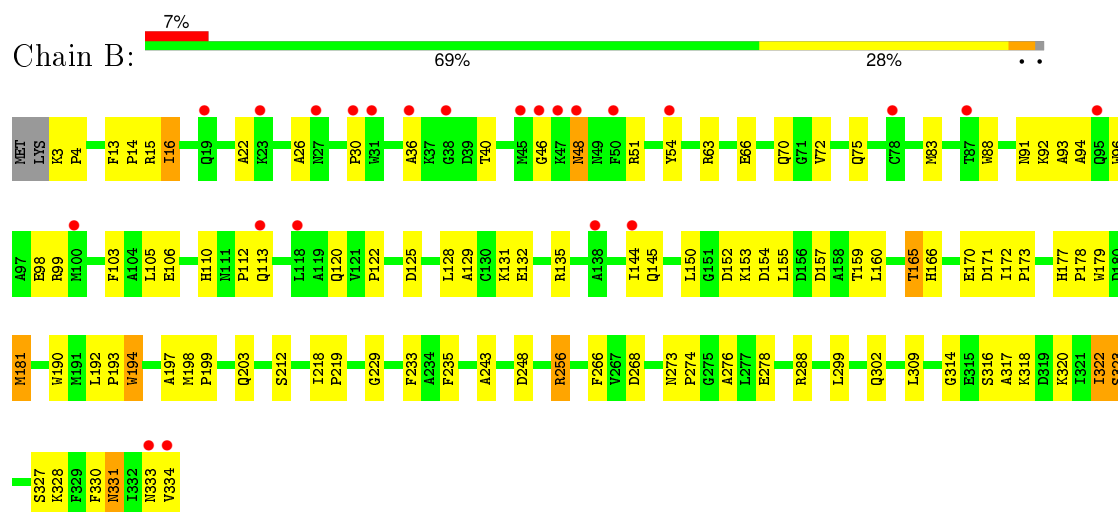 7%
Chain B:
69% 28% • •
MET LYS K3 P4 F13 P14 R15 I16 Q19 A22 K23 A26 N27 P30 W31 A36 K37 G38 D39 T40 M45 G46 K47 N48 N49 F50 R51 Y54 R63 E66 Q70 G71 V72 Q75 C78 M83 T87 W88 N91 K92 A93 A94 Q95 W96
A97 E98 R99 M100 F103 A104 L105 E106 H110 N111 P112 Q113 L118 A119 Q120 V121 P122 D125 L128 A129 C130 K131 E132 R135 A138 I144 Q145 L150 G151 D152 K153 D154 L155 D156 D157 A158 T159 L160 T165 H166 E170 D171 I172 P173 H177 P178 W179 D180
M181 W190 M191 L192 P193 W194 A197 M198 P199 Q203 S212 I218 P219 G229 F233 A234 F235 A243 D248 R256 F266 V267 D268 N273 P274 G275 A276 L277 E278 R288 L299 Q302 L309 G314 E315 S316 A317 K318 D319 K320 I321 I322 S323
S327 K328 F329 F330 N331 I332 N333 V334